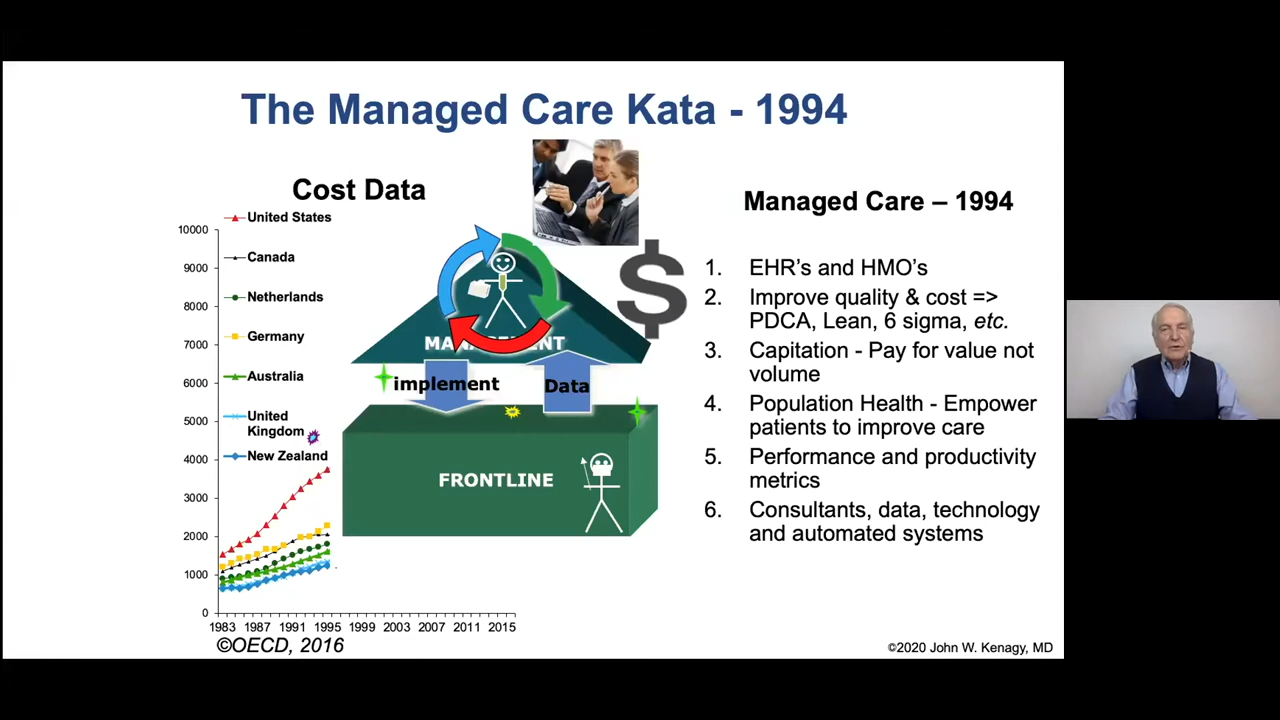 The Managed Care Kata - 1994
Cost Data
United States
Canada
Netherlands
Germany
Australia
United
Kingdom
New Zealand
10000
9000
8000
7000
6000
5000
4000
3000
2000
1000
0
1983 1987 1991 1995 1999 2003 2007 2011 2015
©OECD, 2016
MANAGEMENT
implement
Data
FRONTLINE
$
Managed Care – 1994
1. EHR's and HMO's
2. Improve quality & cost =>
PDCA, Lean, 6 sigma, etc.
3. Capitation - Pay for value not
volume
4. Population Health - Empower
patients to improve care
5. Performance and productivity
metrics
6. Consultants, data, technology
and automated systems
©2020 John W. Kenagy, MD